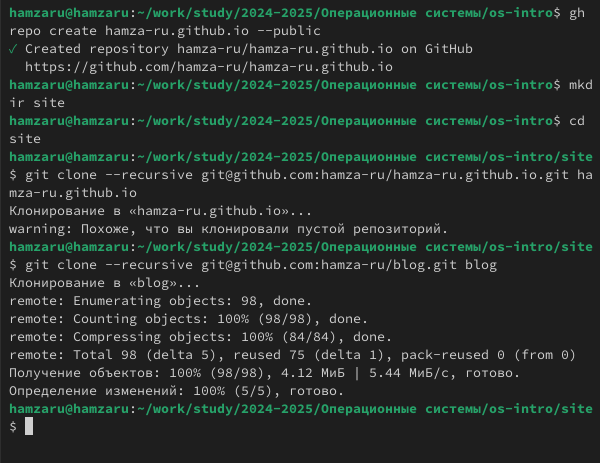 hamzaru@hamzaru:~/work/study/2024-2025/Операционные системы/os-intro$ gh
repo create hamza-ru.github.io --public
✓ Created repository hamza-ru/hamza-ru.github.io on GitHub
  https://github.com/hamza-ru/hamza-ru.github.io
hamzaru@hamzaru:~/work/study/2024-2025/Операционные системы/os-intro$ mkd
ir site
hamzaru@hamzaru:~/work/study/2024-2025/Операционные системы/os-intro$ cd
site
hamzaru@hamzaru:~/work/study/2024-2025/Операционные системы/os-intro/site
$ git clone --recursive git@github.com:hamza-ru/hamza-ru.github.io.git ha
mza-ru.github.io
Клонирование в «hamza-ru.github.io»...
warning: Похоже, что вы клонировали пустой репозиторий.
hamzaru@hamzaru:~/work/study/2024-2025/Операционные системы/os-intro/site
$ git clone --recursive git@github.com:hamza-ru/blog.git blog
Клонирование в «blog»...
remote: Enumerating objects: 98, done.
remote: Counting objects: 100% (98/98), done.
remote: Compressing objects: 100% (84/84), done.
remote: Total 98 (delta 5), reused 75 (delta 1), pack-reused 0 (from 0)
Получение объектов: 100% (98/98), 4.12 МиБ | 5.44 МиБ/с, готово.
Определение изменений: 100% (5/5), готово.
hamzaru@hamzaru:~/work/study/2024-2025/Операционные системы/os-intro/site
$